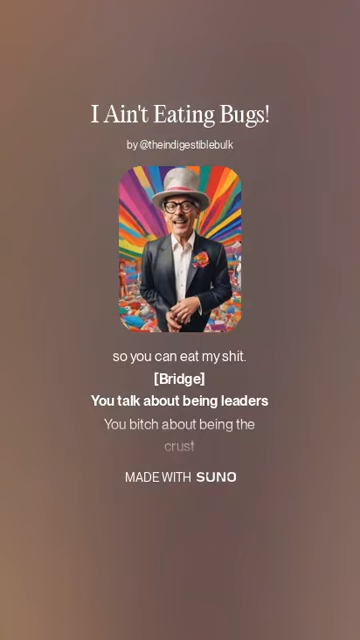 I Ain't Eating Bugs!
by @theindigestiblebulk
so you can eat my shit.
[Bridge]
You talk about being leaders
You bitch about being the
crust
MADE WITH SUNO